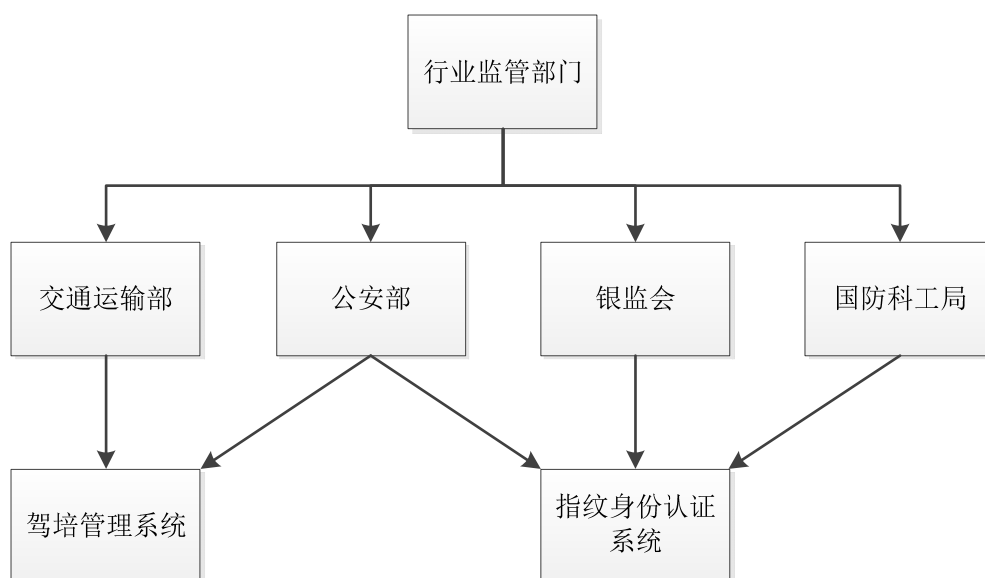 行业监管部门
交通运输部
公安部
银监会
国防科工局
驾培管理系统
指纹身份认证
系统